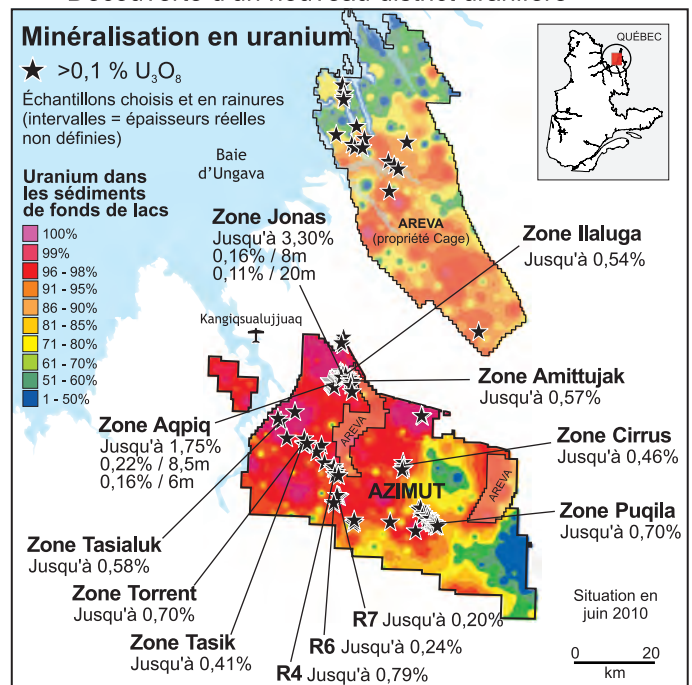 Découverte d'un nouveau district uranifère
Minéralisation en uranium
>0,1 % U₃O₈
Échantillons choisis et en rainures
(intervalles = épaisseurs réelles
non définies)
QUÉBEC
Uranium dans
les sédiments
de fonds de lacs
100%
99%
96 - 98%
91 - 95%
86 - 90%
81 - 85%
71 - 80%
61 - 70%
51 - 60%
1 - 50%
Baie
d'Ungava
AREVA
(propriété Cage)
Zone Jonas
Jusqu'à 3,30%
0,16% / 8m
0,11% / 20m
Zone Ilaluga
Jusqu'à 0,54%
Kangiqsualujjuaq
Zone Amittujak
Jusqu'à 0,57%
Zone Aqpiq
Jusqu'à 1,75%
0,22% / 8,5m
0,16% / 6m
AREVA
Zone Cirrus
Jusqu'à 0,46%
AZIMUT
AREVA
Zone Puqila
Jusqu'à 0,70%
Zone Tasialuk
Jusqu'à 0,58%
Zone Torrent
Jusqu'à 0,70%
Zone Tasik
Jusqu'à 0,41%
R7 Jusqu'à 0,20%
R6 Jusqu'à 0,24%
R4 Jusqu'à 0,79%
Situation en
juin 2010
0 20
km